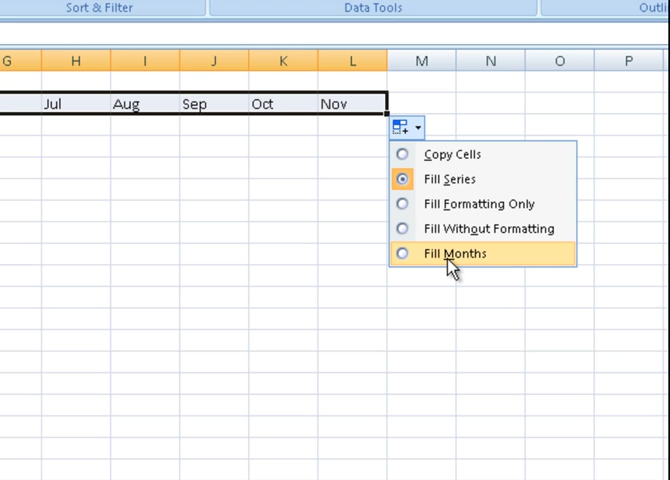 Sort & Filter Data Tools
G H I J K L M N O P
Jul Aug Sep Oct Nov
Copy Cells
Fill Series
Fill Formatting Only
Fill Without Formatting
Fill Months